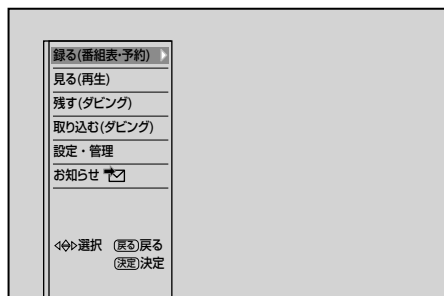 録る(番組表・予約)
見る(再生)
残す(ダビング)
取り込む(ダビング)
設定・管理
お知らせ
選択 戻る戻る
決定決定